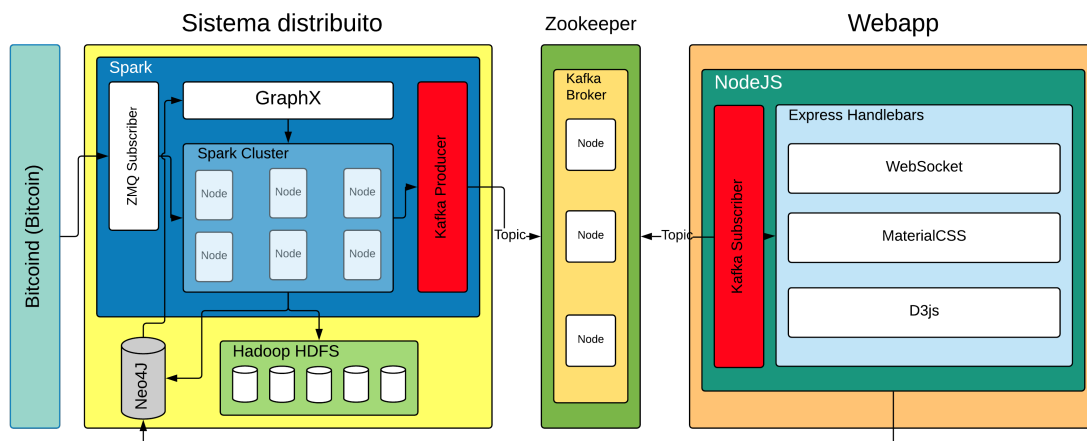 Sistema distribuito
Zookeeper
Webapp
Bitcoind (Bitcoin)
Spark
ZMQ Subscriber
GraphX
Spark Cluster
Node
Node
Node
Node
Node
Node
Kafka Producer
Neo4J
Hadoop HDFS
Topic
Kafka
Broker
Node
Node
Node
Topic
NodeJS
Kafka Subscriber
Express Handlebars
WebSocket
MaterialCSS
D3js